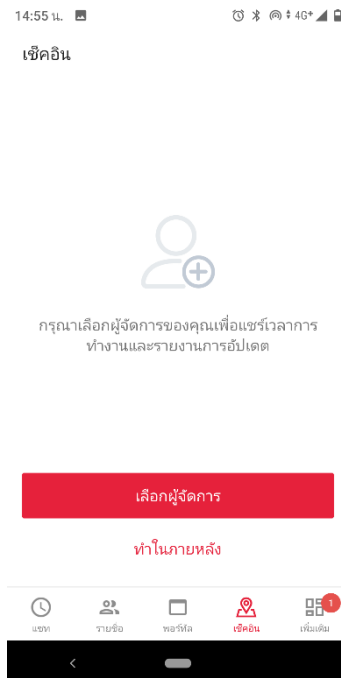 14:55 น.
4G+
เช็คอิน
กรุณาเลือกผู้จัดการของคุณเพื่อแชร์เวลาการ
ทำงานและรายงานการอัปเดต
เลือกผู้จัดการ
ทำในภายหลัง
1
แชท รายชื่อ พอร์ทัล เช็คอิน เพิ่มเติม